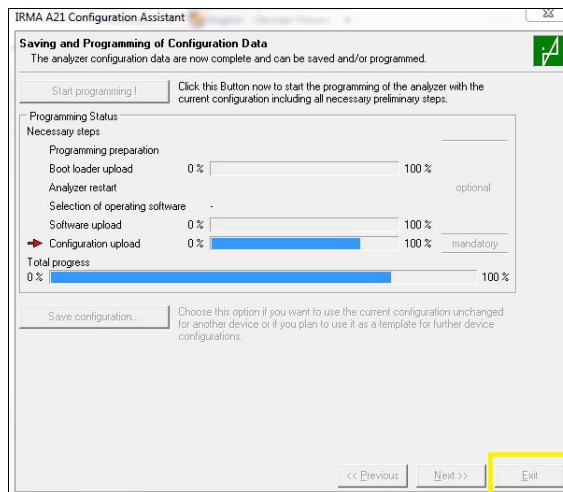 IRMA A21 Configuration Assistant
Saving and Programming of Configuration Data
The analyzer configuration data are now complete and can be saved and/or programmed.
Start programming !
Click this Button now to start the programming of the analyzer with the
current configuration including all necessary preliminary steps.
Programming Status
Necessary steps
Programming preparation
Boot loader upload 0 % 100 %
Analyzer restart optional
Selection of operating software -
Software upload 0 % 100 %
Configuration upload 0 % 100 % mandatory
Total progress
0 % 100 %
Save configuration...
Choose this option if you want to use the current configuration unchanged
for another device or if you plan to use it as a template for further device
configurations.
<< Previous Next >> Exit